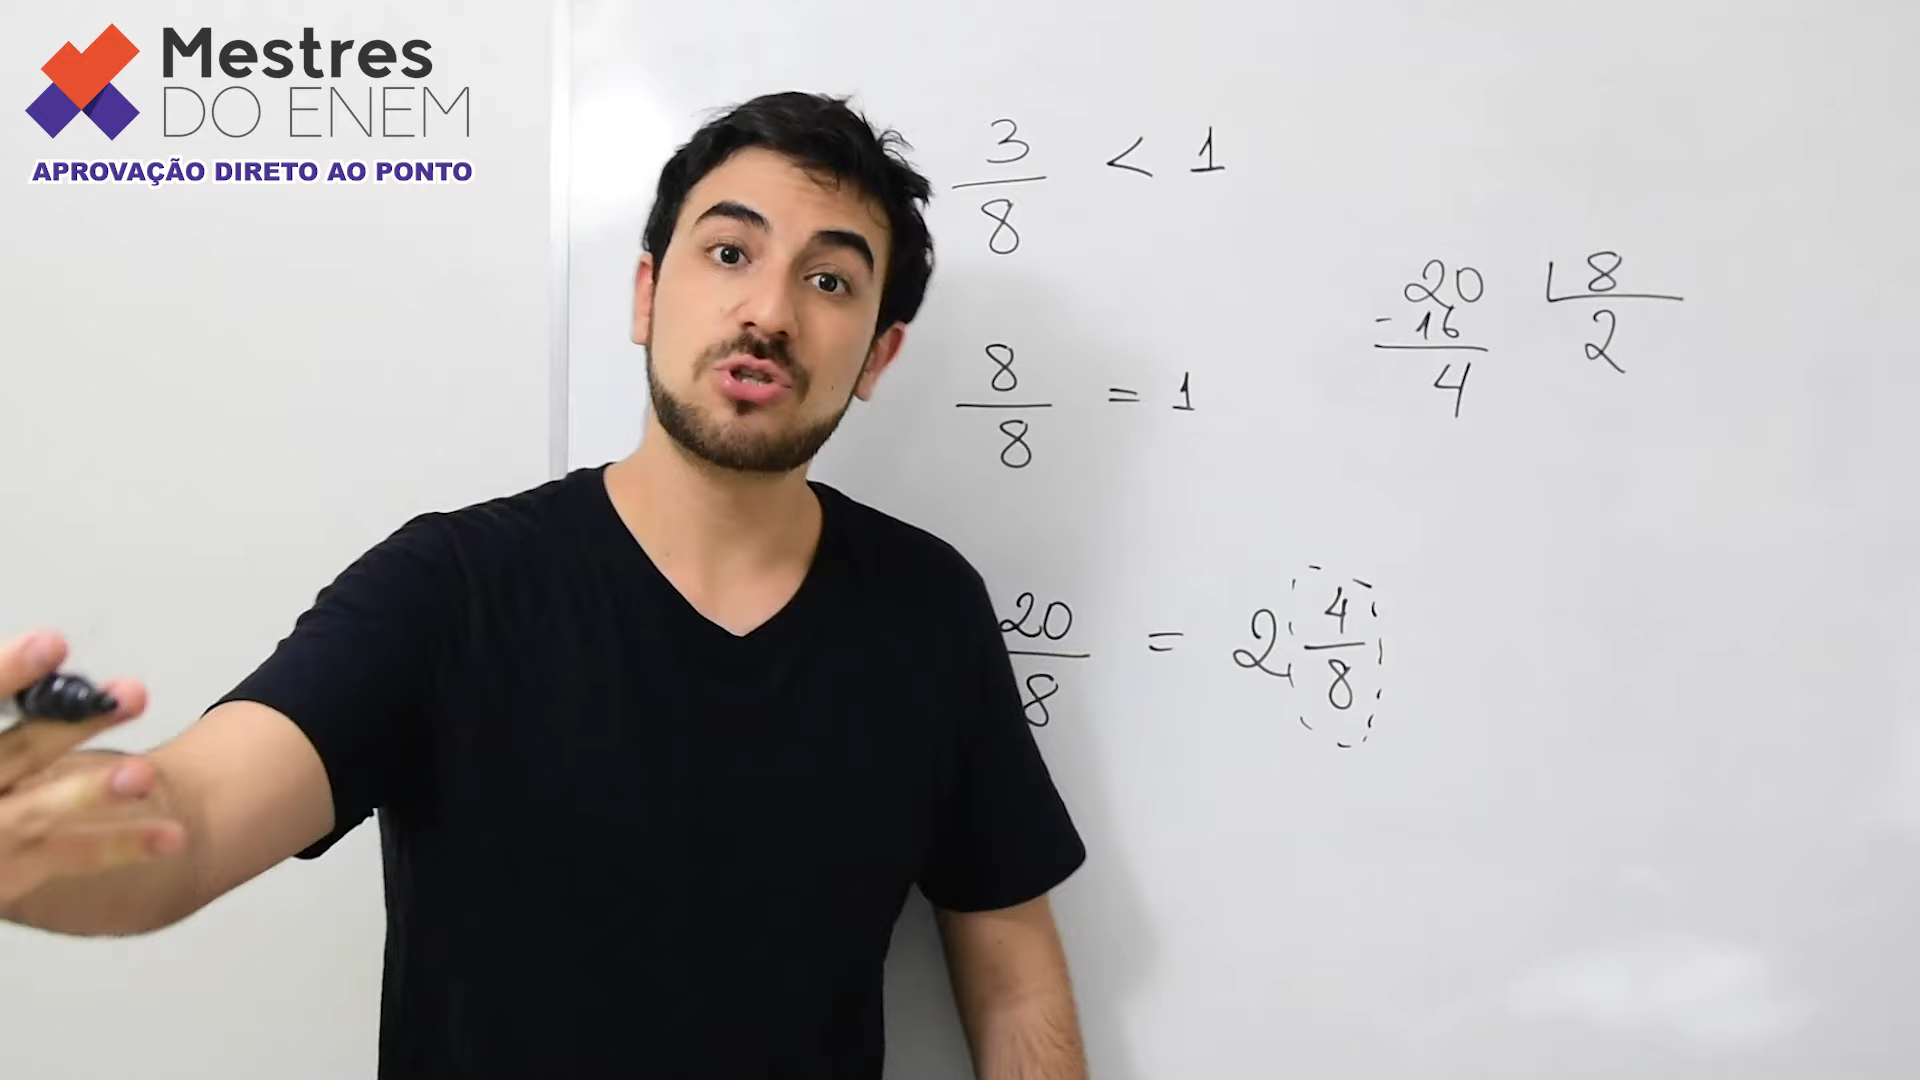 Mestres
DO ENEM
APROVAÇÃO DIRETO AO PONTO
3/8 < 1
8/8 = 1
20/8 = 2 4/8
20 |8
-16 2
4